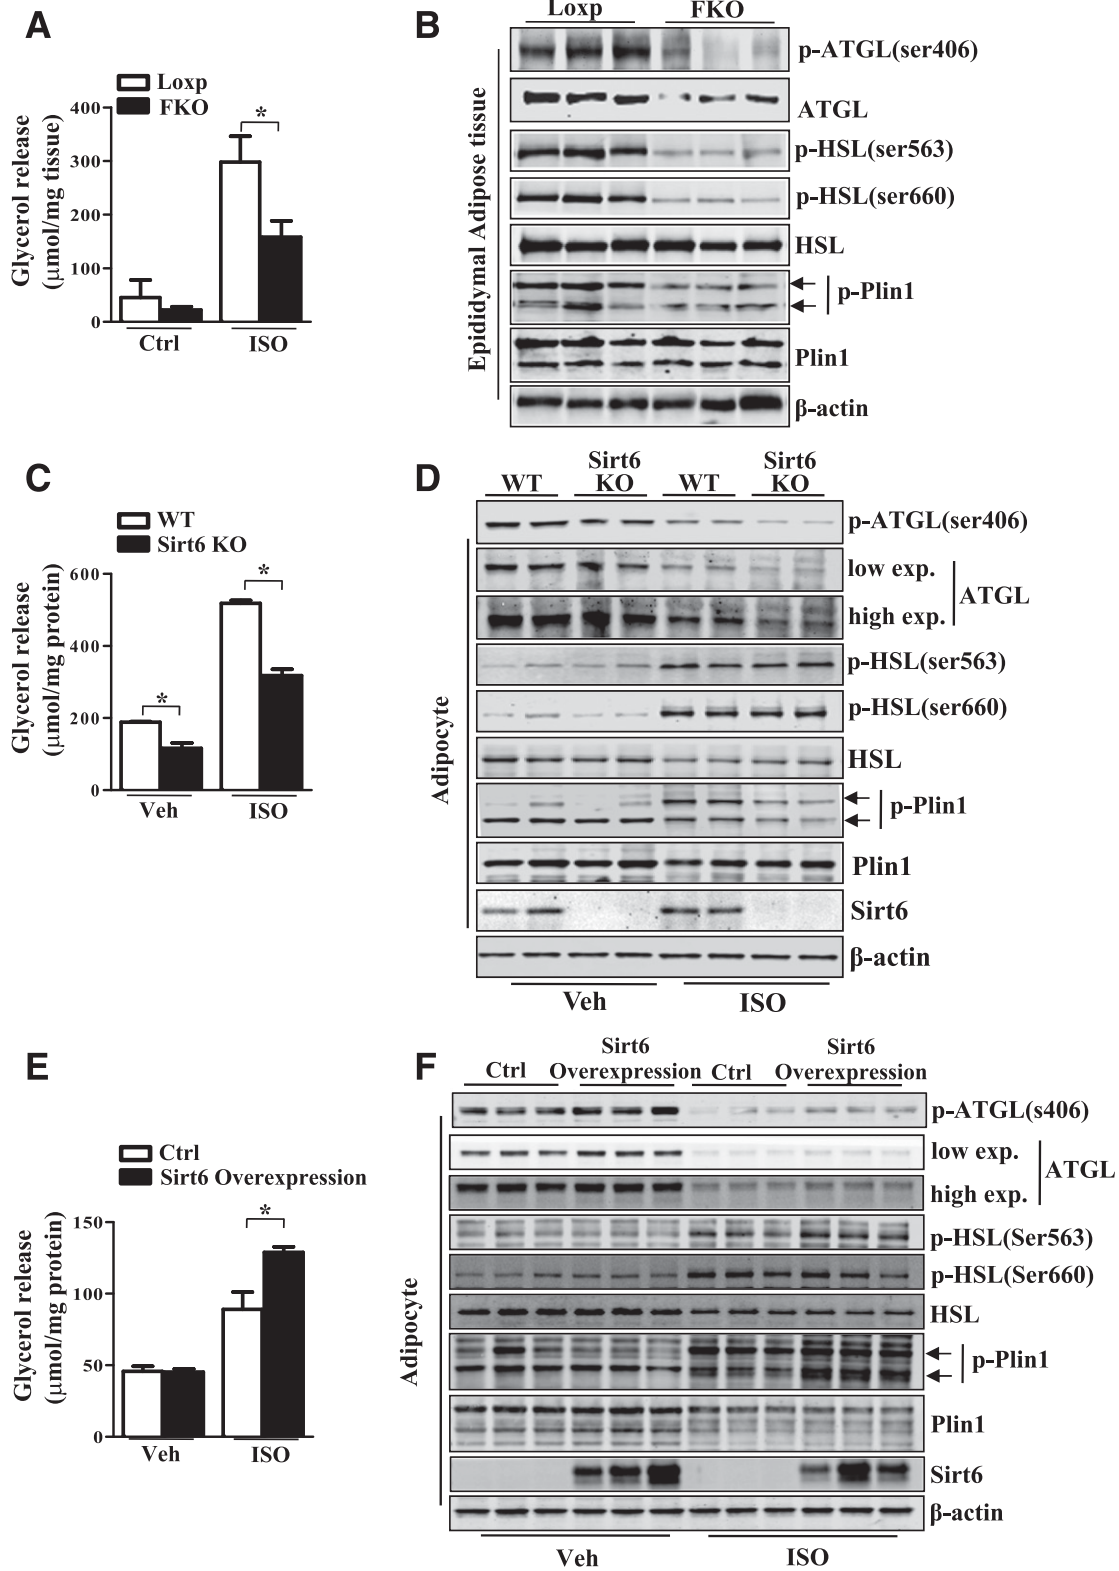 A
Loxp
FKO
Glycerol release
(μmol/mg tissue)
400
300
200
100
0
*
Ctrl
ISO
B
Loxp
FKO
Epididymal Adipose tissue
p-ATGL(ser406)
ATGL
p-HSL(ser563)
p-HSL(ser660)
HSL
p-Plin1
Plin1
β-actin
C
WT
Sirt6 KO
Glycerol release
(μmol/mg protein)
600
400
200
0
*
*
Veh
ISO
D
WT
Sirt6
KO
WT
Sirt6
KO
Adipocyte
p-ATGL(ser406)
low exp.
ATGL
high exp.
p-HSL(ser563)
p-HSL(ser660)
HSL
p-Plin1
Plin1
Sirt6
β-actin
Veh
ISO
E
Ctrl
Sirt6 Overexpression
Glycerol release
(μmol/mg protein)
150
100
50
0
*
Veh
ISO
F
Ctrl
Sirt6
Overexpression
Ctrl
Sirt6
Overexpression
Adipocyte
p-ATGL(s406)
low exp.
ATGL
high exp.
p-HSL(Ser563)
p-HSL(Ser660)
HSL
p-Plin1
Plin1
Sirt6
β-actin
Veh
ISO